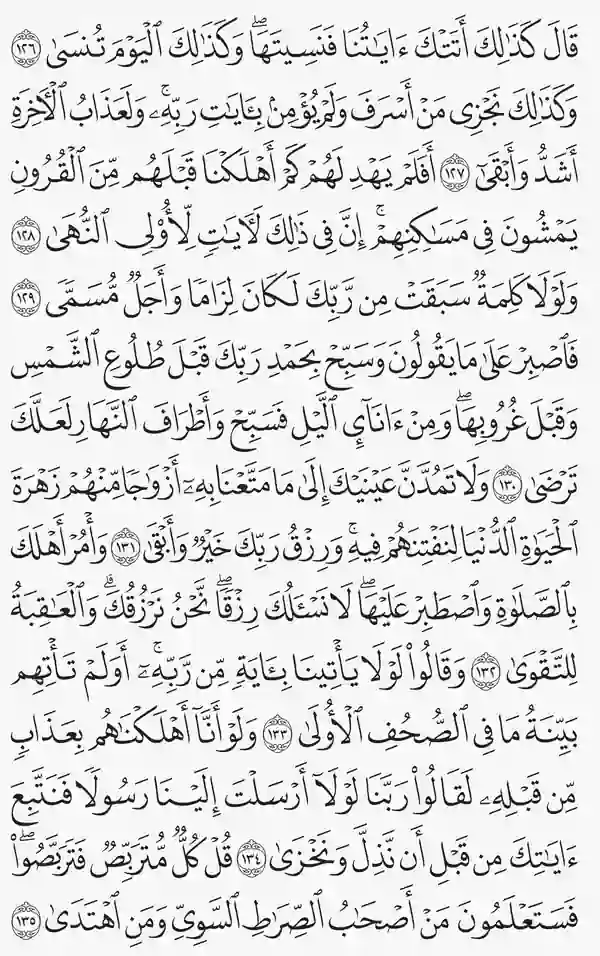 قَالَ كَذَٰلِكَ أَتَتْكَ ءَايَٰتُنَا فَنَسِيتَهَاۖ وَكَذَٰلِكَ ٱلْيَوْمَ تُنسَىٰ ١٢٦
وَكَذَٰلِكَ نَجْزِى مَنْ أَسْرَفَ وَلَمْ يُؤْمِنۢ بِـَٔايَٰتِ رَبِّهِۦۚ وَلَعَذَابُ ٱلْءَاخِرَةِ
أَشَدُّ وَأَبْقَىٰٓ ١٢٧ أَفَلَمْ يَهْدِ لَهُمْ كَمْ أَهْلَكْنَا قَبْلَهُم مِّنَ ٱلْقُرُونِ
يَمْشُونَ فِى مَسَٰكِنِهِمْۗ إِنَّ فِى ذَٰلِكَ لَءَايَٰتٍ لِّأُو۟لِى ٱلنُّهَىٰ ١٢٨
وَلَوْلَا كَلِمَةٌ سَبَقَتْ مِن رَّبِّكَ لَكَانَ لِزَامًا وَأَجَلٌ مُّسَمًّى ١٢٩
فَٱصْبِرْ عَلَىٰ مَا يَقُولُونَ وَسَبِّحْ بِحَمْدِ رَبِّكَ قَبْلَ طُلُوعِ ٱلشَّمْسِ
وَقَبْلَ غُرُوبِهَاۖ وَمِنْ ءَانَآئِ ٱلَّيْلِ فَسَبِّحْ وَأَطْرَافَ ٱلنَّهَارِ لَعَلَّكَ
تَرْضَىٰ ١٣٠ وَلَا تَمُدَّنَّ عَيْنَيْكَ إِلَىٰ مَا مَتَّعْنَا بِهِۦٓ أَزْوَٰجًا مِّنْهُمْ زَهْرَةَ
ٱلْحَيَوٰةِ ٱلدُّنْيَا لِنَفْتِنَهُمْ فِيهِۚ وَرِزْقُ رَبِّكَ خَيْرٌ وَأَبْقَىٰ ١٣١ وَأْمُرْ أَهْلَكَ
بِٱلصَّلَوٰةِ وَٱصْطَبِرْ عَلَيْهَاۖ لَا نَسْـَٔلُكَ رِزْقًاۖ نَّحْنُ نَرْزُقُكَۗ وَٱلْعَٰقِبَةُ
لِلتَّقْوَىٰ ١٣٢ وَقَالُوا۟ لَوْلَا يَأْتِينَا بِـَٔايَةٍ مِّن رَّبِّهِۦٓۚ أَوَلَمْ تَأْتِهِم
بَيِّنَةُ مَا فِى ٱلصُّحُفِ ٱلْأُولَىٰ ١٣٣ وَلَوْ أَنَّآ أَهْلَكْنَٰهُم بِعَذَابٍ
مِّن قَبْلِهِۦ لَقَالُوا۟ رَبَّنَا لَوْلَآ أَرْسَلْتَ إِلَيْنَا رَسُولًا فَنَتَّبِعَ
ءَايَٰتِكَ مِن قَبْلِ أَن نَّذِلَّ وَنَخْزَىٰ ١٣٤ قُلْ كُلٌّ مُّتَرَبِّصٌ فَتَرَبَّصُوا۟ۖ
فَسَتَعْلَمُونَ مَنْ أَصْحَٰبُ ٱلصِّرَٰطِ ٱلسَّوِىِّ وَمَنِ ٱهْتَدَىٰ ١٣٥